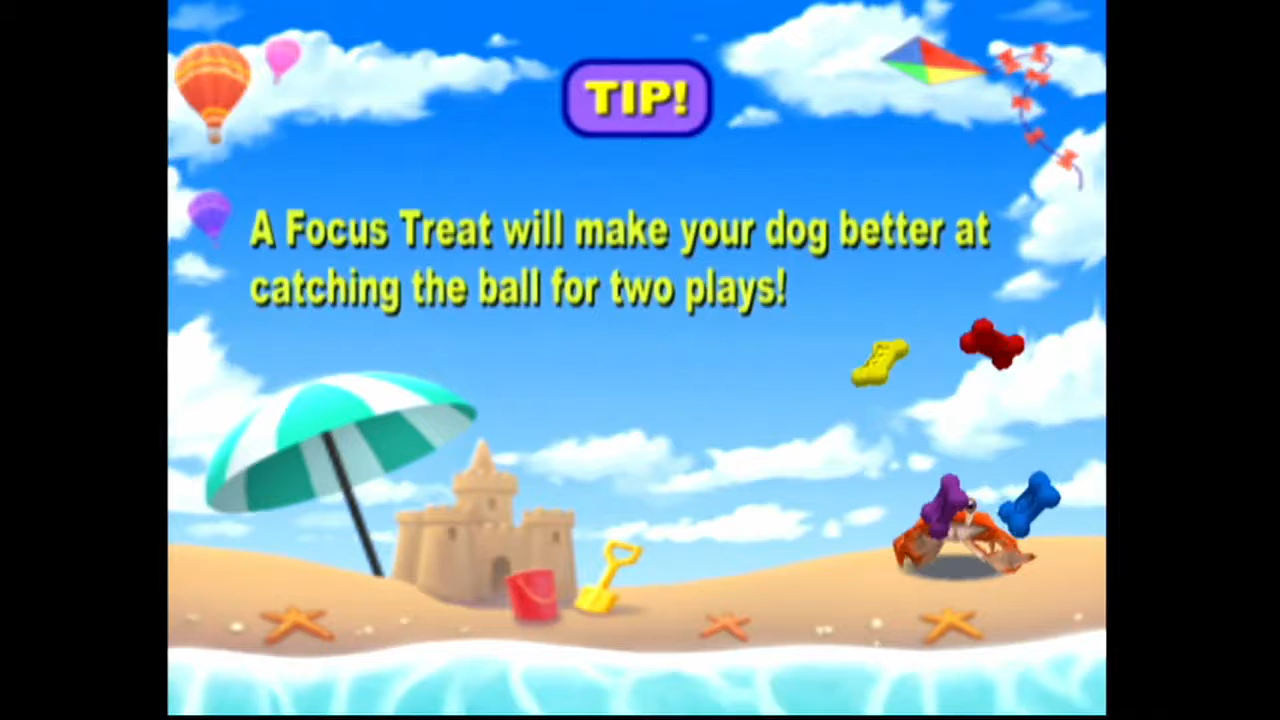 TIP!
A Focus Treat will make your dog better at
catching the ball for two plays!